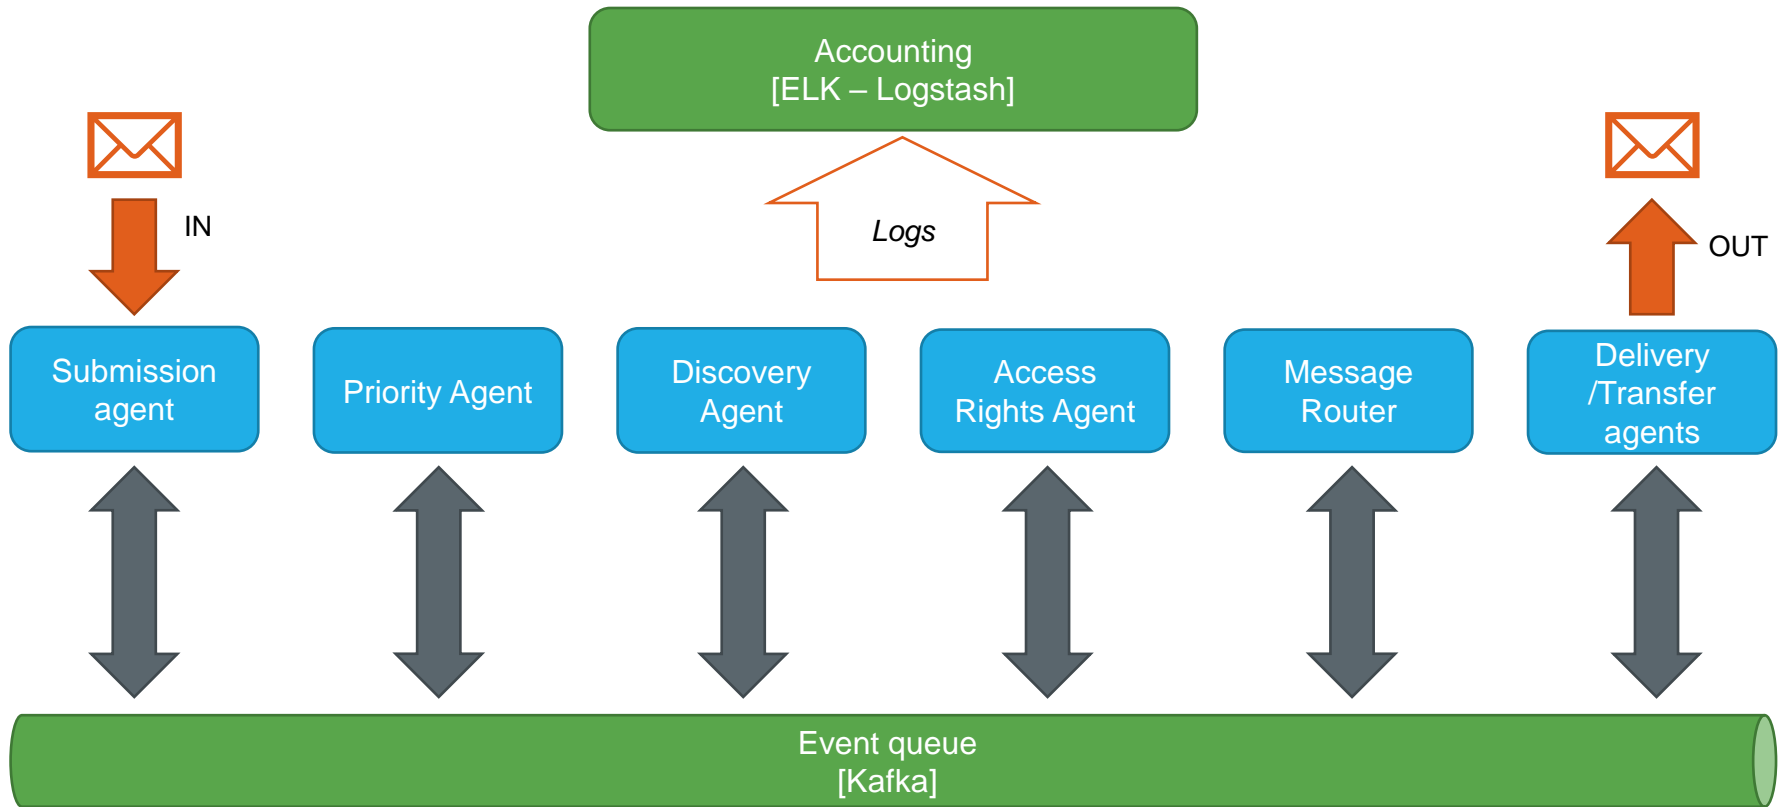 Accounting
[ELK – Logstash]
IN
Logs
OUT
Submission
agent
Priority Agent
Discovery
Agent
Access
Rights Agent
Message
Router
Delivery
/Transfer
agents
Event queue
[Kafka]